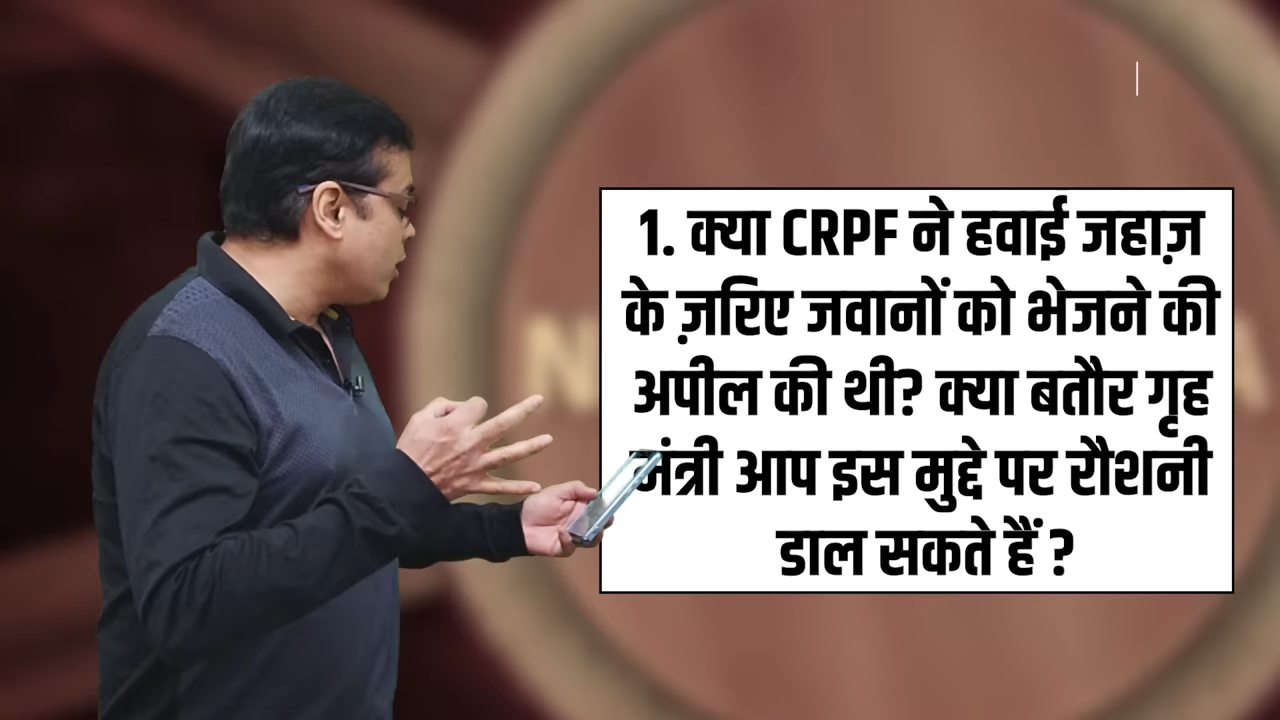 1. क्या CRPF ने हवाई जहाज़
के ज़रिए जवानों को भेजने की
अपील की थी? क्या बतौर गृह
मंत्री आप इस मुद्दे पर रौशनी
डाल सकते हैं ?